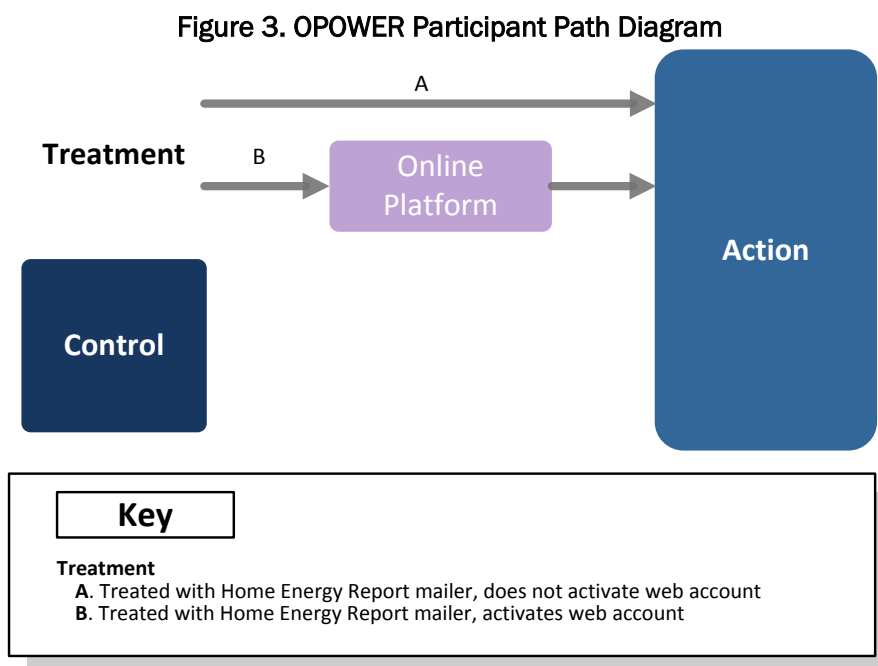 Figure 3. OPOWER Participant Path Diagram
A
Treatment
B
Online
Platform
Action
Control
Key
Treatment
A. Treated with Home Energy Report mailer, does not activate web account
B. Treated with Home Energy Report mailer, activates web account